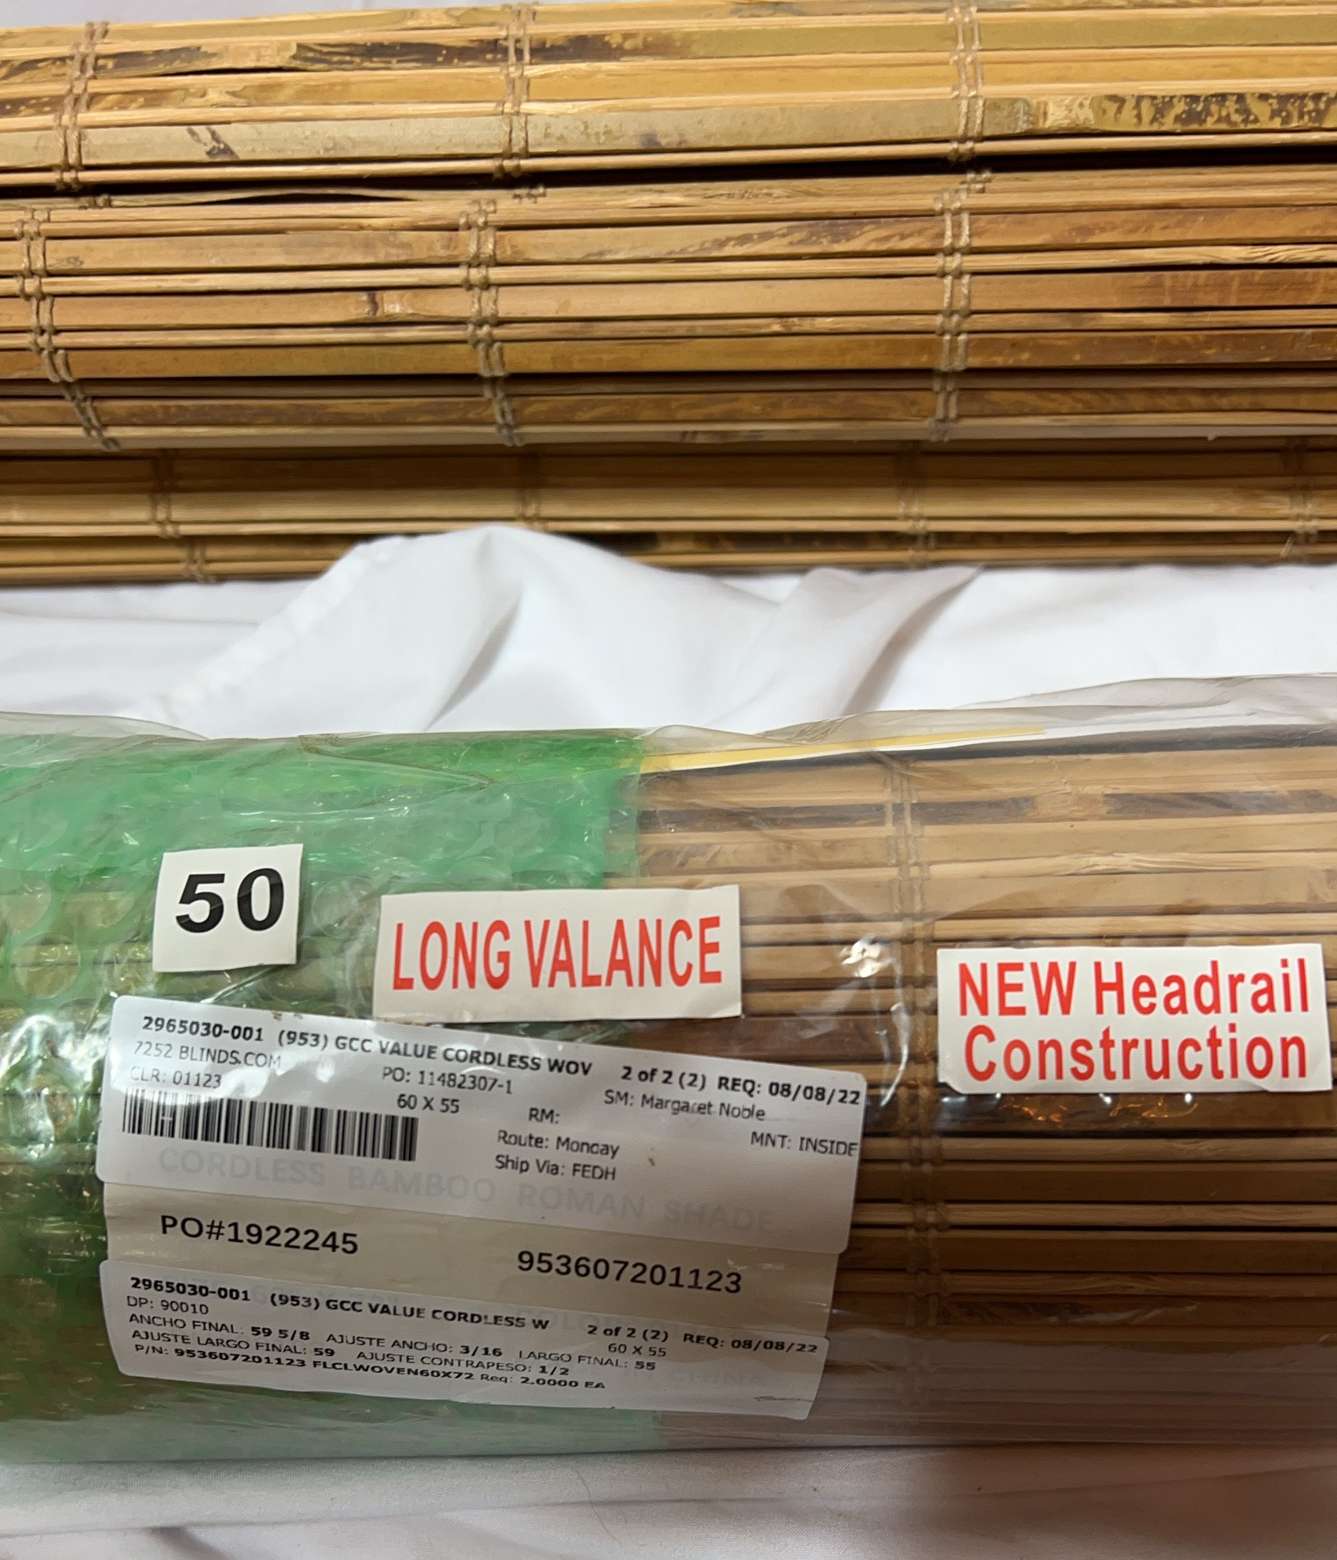 50
LONG VALANCE
NEW Headrail
Construction
2965030-001 (953) GCC VALUE CORDLESS WOV 2 of 2 (2) REQ: 08/08/22
7252 BLINDS.COM PO: 11482307-1 SM: Margaret Noble
CLR: 01123 60 X 55 RM: MNT: INSIDE
Route: Monday
Ship Via: FEDH
CORDLESS BAMBOO ROMAN SHADE
PO#1922245 953607201123
2965030-001 (953) GCC VALUE CORDLESS W 2 of 2 (2) REQ: 08/08/22
DP: 90010 60 X 55
ANCHO FINAL: 59 5/8 AJUSTE ANCHO: 3/16 LARGO FINAL: 55
AJUSTE LARGO FINAL: 59 AJUSTE CONTRAPESO: 1/2
P/N: 953607201123 FLCLWOVEN60X72 Req: 2.0000 EA